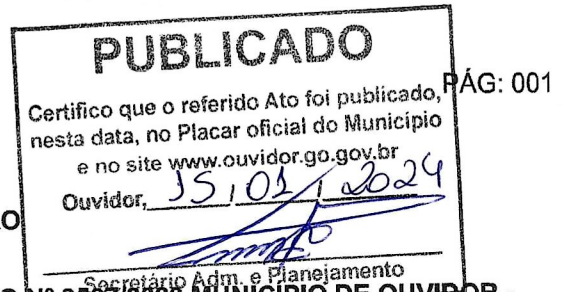 PUBLICADO
Certifico que o referido Ato foi publicado,
nesta data, no Placar oficial do Município
e no site www.ouvidor.go.gov.br
Ouvidor, 15 / 01 / 2024
Secretário Adm. e Planejamento
PÁG: 001
MUNICÍPIO DE OUVIDOR